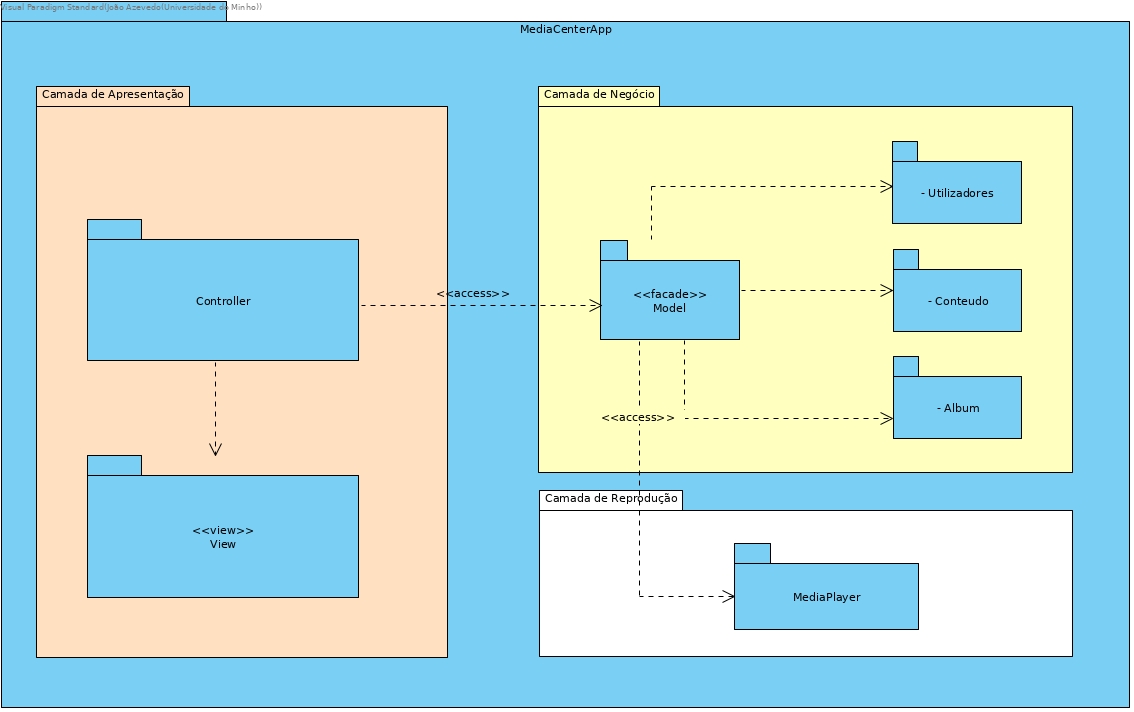 Visual Paradigm Standard(João Azevedo(Universidade do Minho))
MediaCenterApp
Camada de Apresentação
Camada de Negócio
- Utilizadores
Controller
<<access>>
<<facade>>
Model
- Conteudo
- Album
<<access>>
Camada de Reprodução
<<view>>
View
MediaPlayer